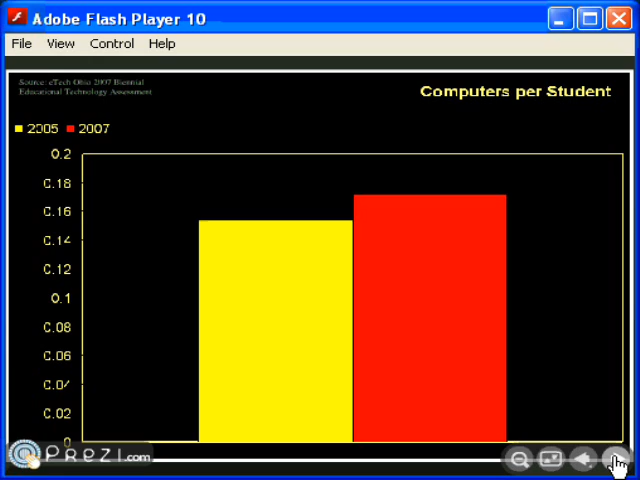 Adobe Flash Player 10
File View Control Help
Source: eTech Ohio 2007 Biennial
Educational Technology Assessment
Computers per Student
2005 2007
0.2
0.18
0.16
0.14
0.12
0.1
0.08
0.06
0.04
0.02
0
PREZI.com